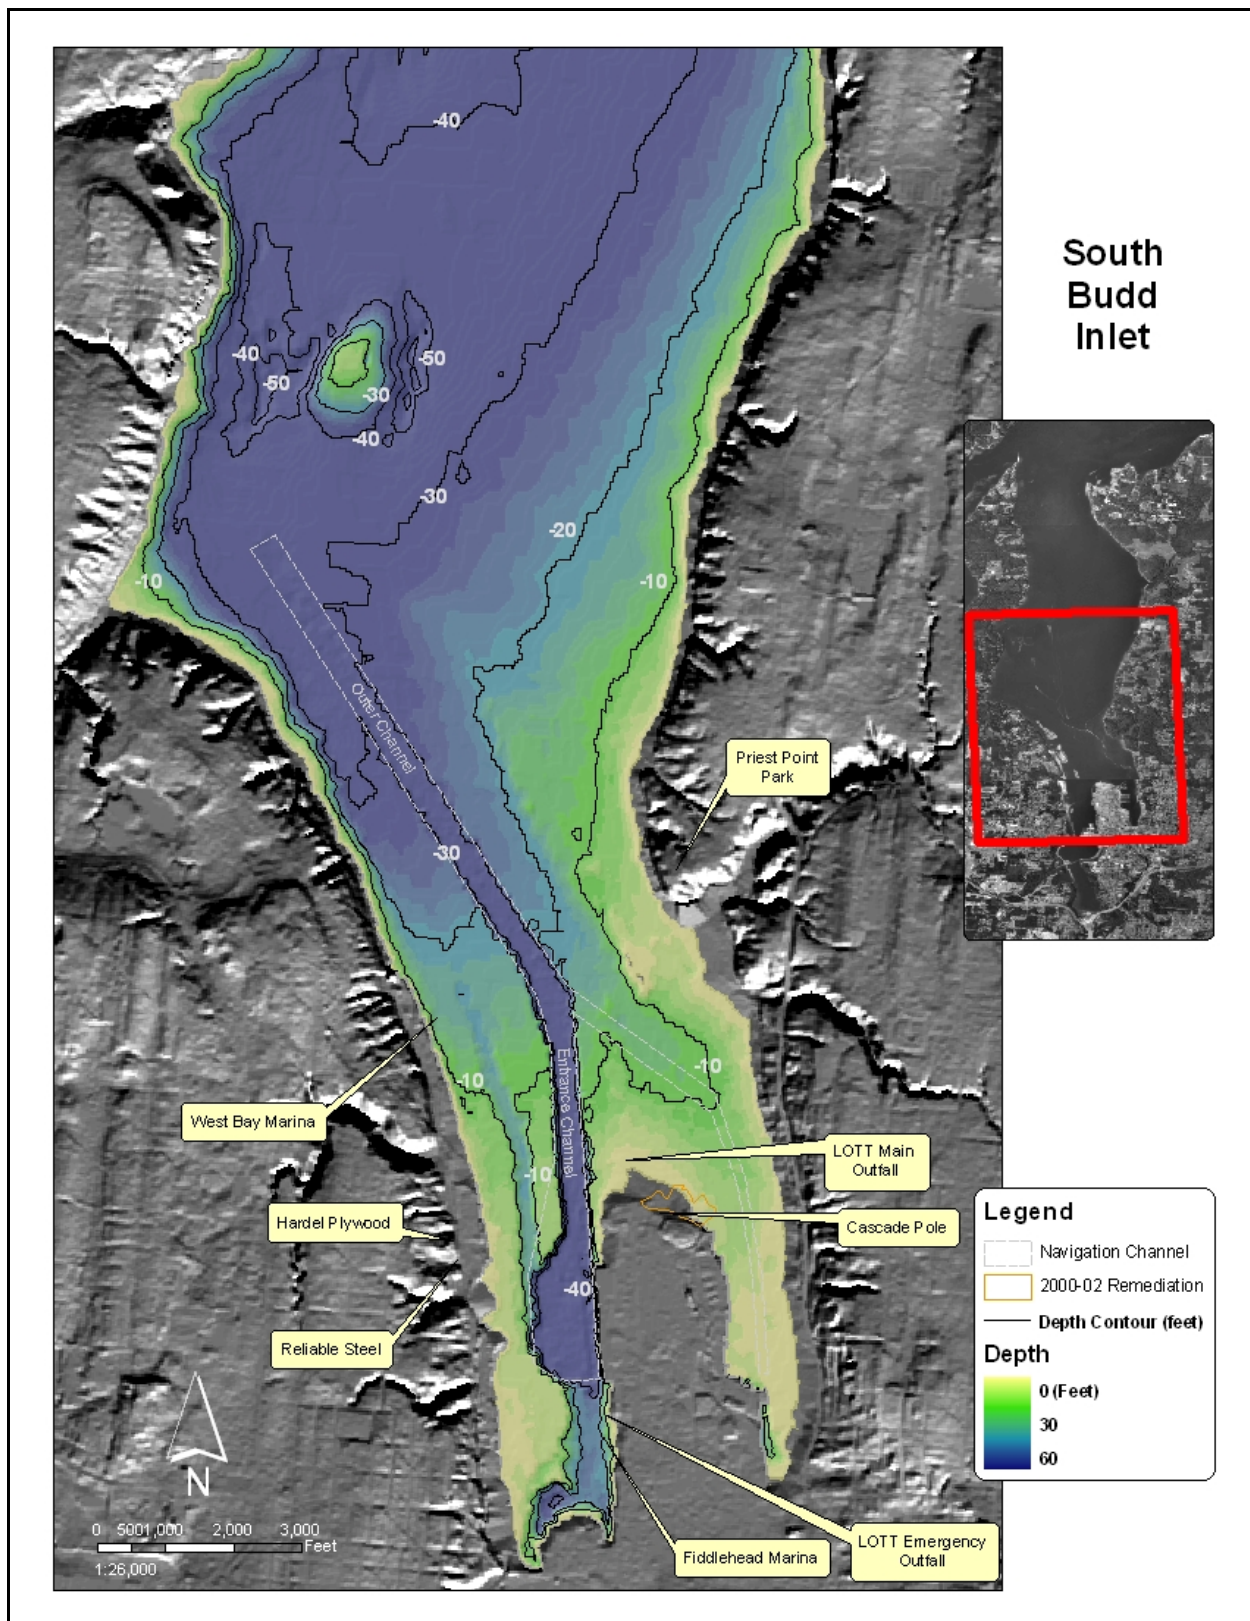 -40
South
Budd
Inlet
-40
-50
-50
-30
-40
-30
-20
-10
-10
Outer Channel
Priest Point
Park
-30
-10
-10
Entrance Channel
West Bay Marina
-10
LOTT Main
Outfall
Hardel Plywood
Cascade Pole
-40
Reliable Steel
Legend
Navigation Channel
2000-02 Remediation
Depth Contour (feet)
Depth
0 (Feet)
30
60
N
0 5001,000 2,000 3,000
Feet
1:26,000
Fiddlehead Marina
LOTT Emergency
Outfall